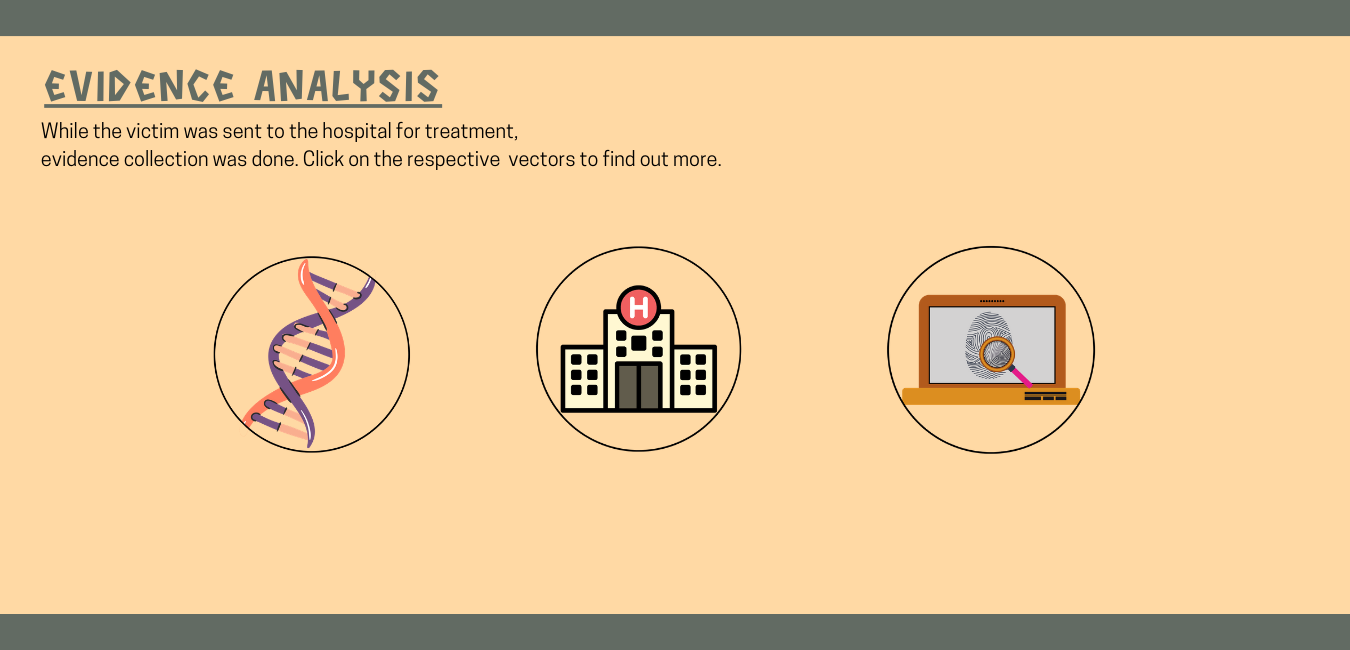 EVIDENCE ANALYSIS
While the victim was sent to the hospital for treatment,
evidence collection was done. Click on the respective  vectors to find out more.
H